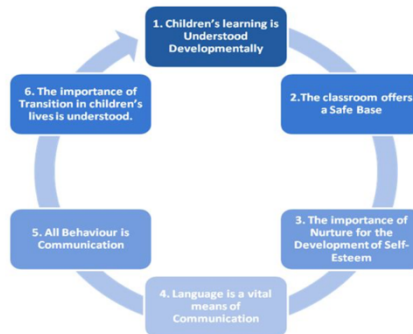 1. Children's learning is
Understood
Developmentally
2.The classroom offers
a Safe Base
3. The importance of
Nurture for the
Development of Self-
Esteem
4. Language is a vital
means of
Communication
5. All Behaviour is
Communication
6. The importance of
Transition in children's
lives is understood.